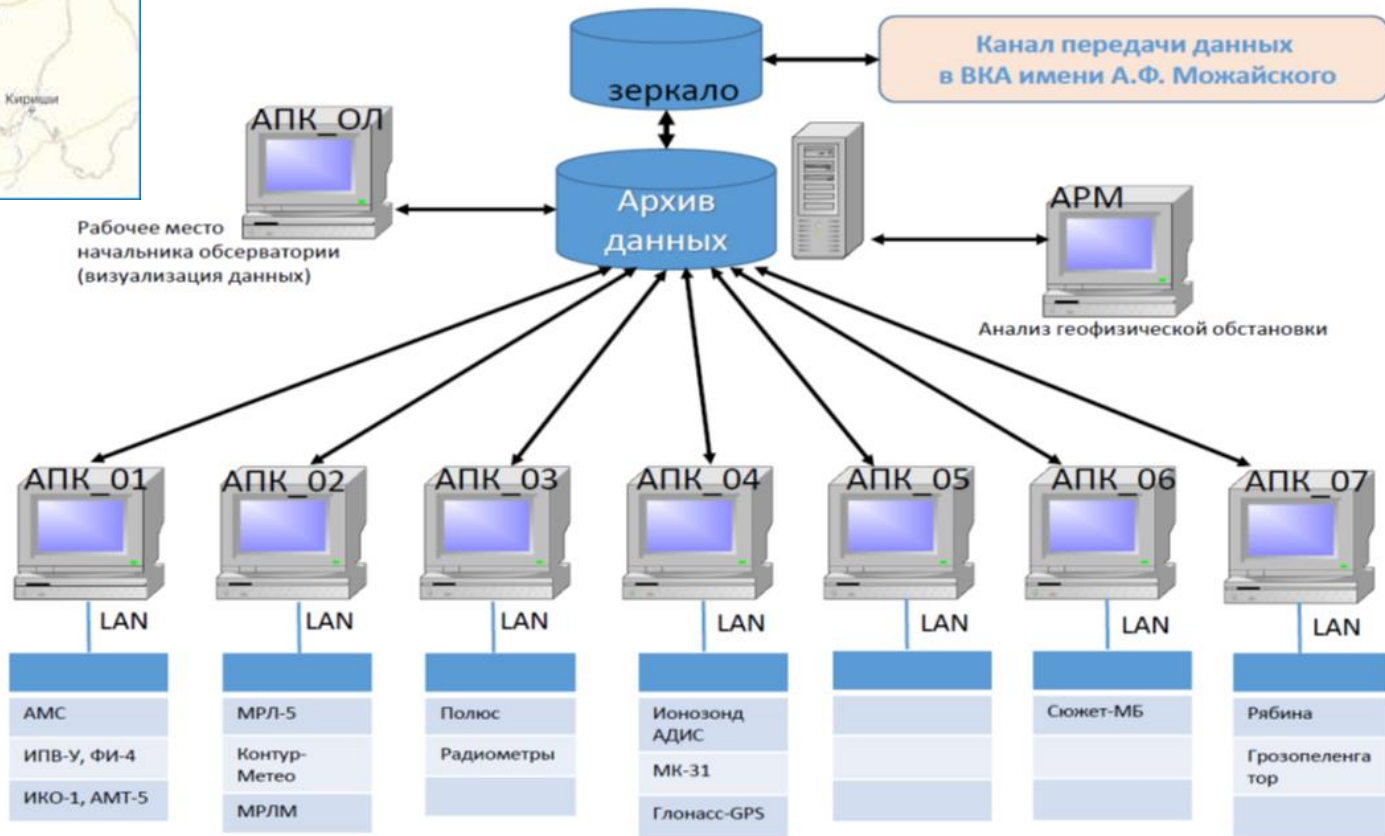 Кириши
зеркало
Канал передачи данных
в ВКА имени А.Ф. Можайского
АПК_ОЛ
Рабочее место
начальника обсерватории
(визуализация данных)
Архив
данных
АРМ
Анализ геофизической обстановки
АПК_01
АПК_02
АПК_03
АПК_04
АПК_05
АПК_06
АПК_07
LAN
LAN
LAN
LAN
LAN
LAN
LAN
АМС
ИПВ-У, ФИ-4
ИКО-1, АМТ-5
МРЛ-5
Контур-
Метео
МРЛМ
Полюс
Радиометры
Ионозонд
АДИС
МК-31
Глонасс-GPS
Сюжет-МБ
Рябина
Грозопеленга
тор